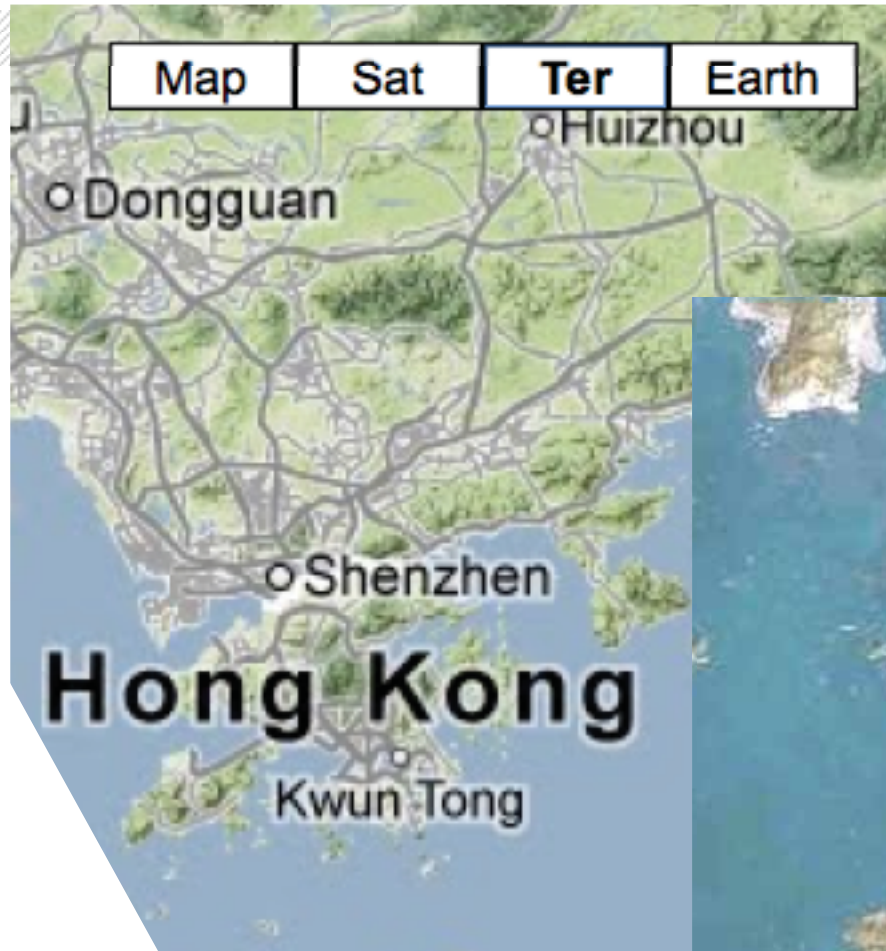 Map Sat Ter Earth
Huizhou
Dongguan
Shenzhen
Hong Kong
Kwun Tong